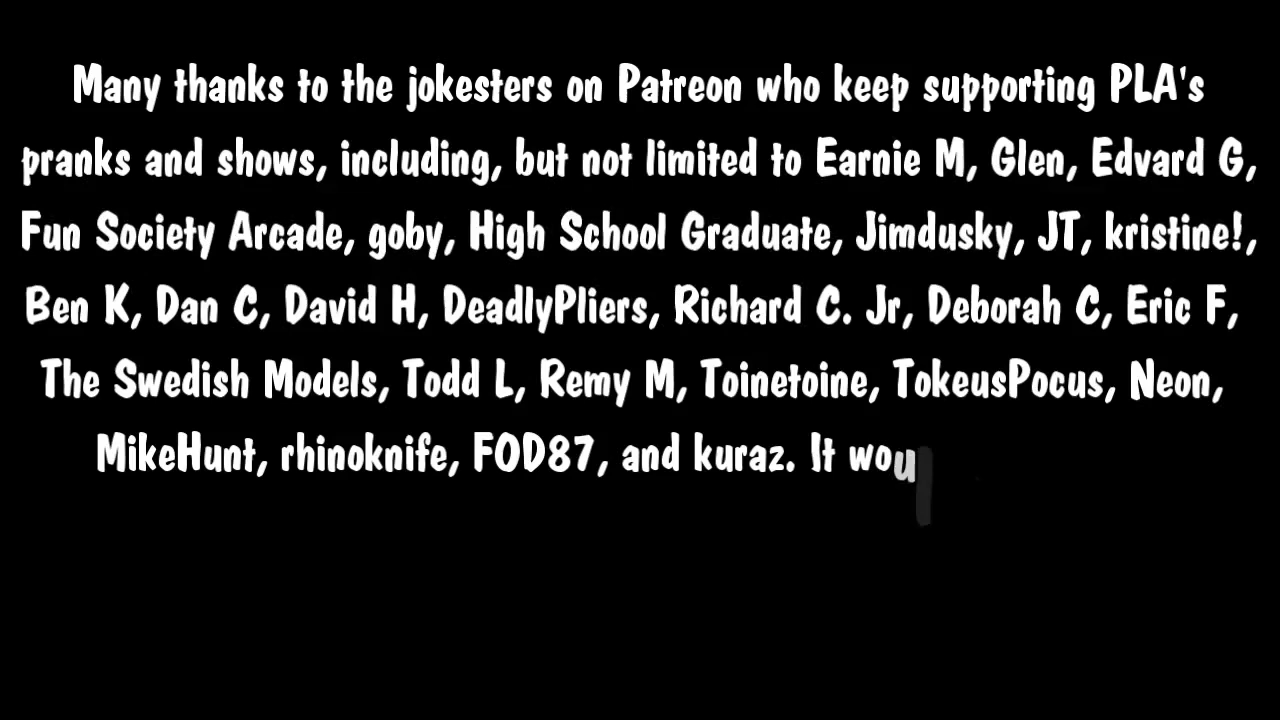 Many thanks to the jokesters on Patreon who keep supporting PLA's
pranks and shows, including, but not limited to Earnie M, Glen, Edvard G,
Fun Society Arcade, goby, High School Graduate, Jimdusky, JT, kristine!,
Ben K, Dan C, David H, DeadlyPliers, Richard C. Jr, Deborah C, Eric F,
The Swedish Models, Todd L, Remy M, Toinetoine, TokeusPocus, Neon,
MikeHunt, rhinoknife, FOD87, and kuraz. It wou